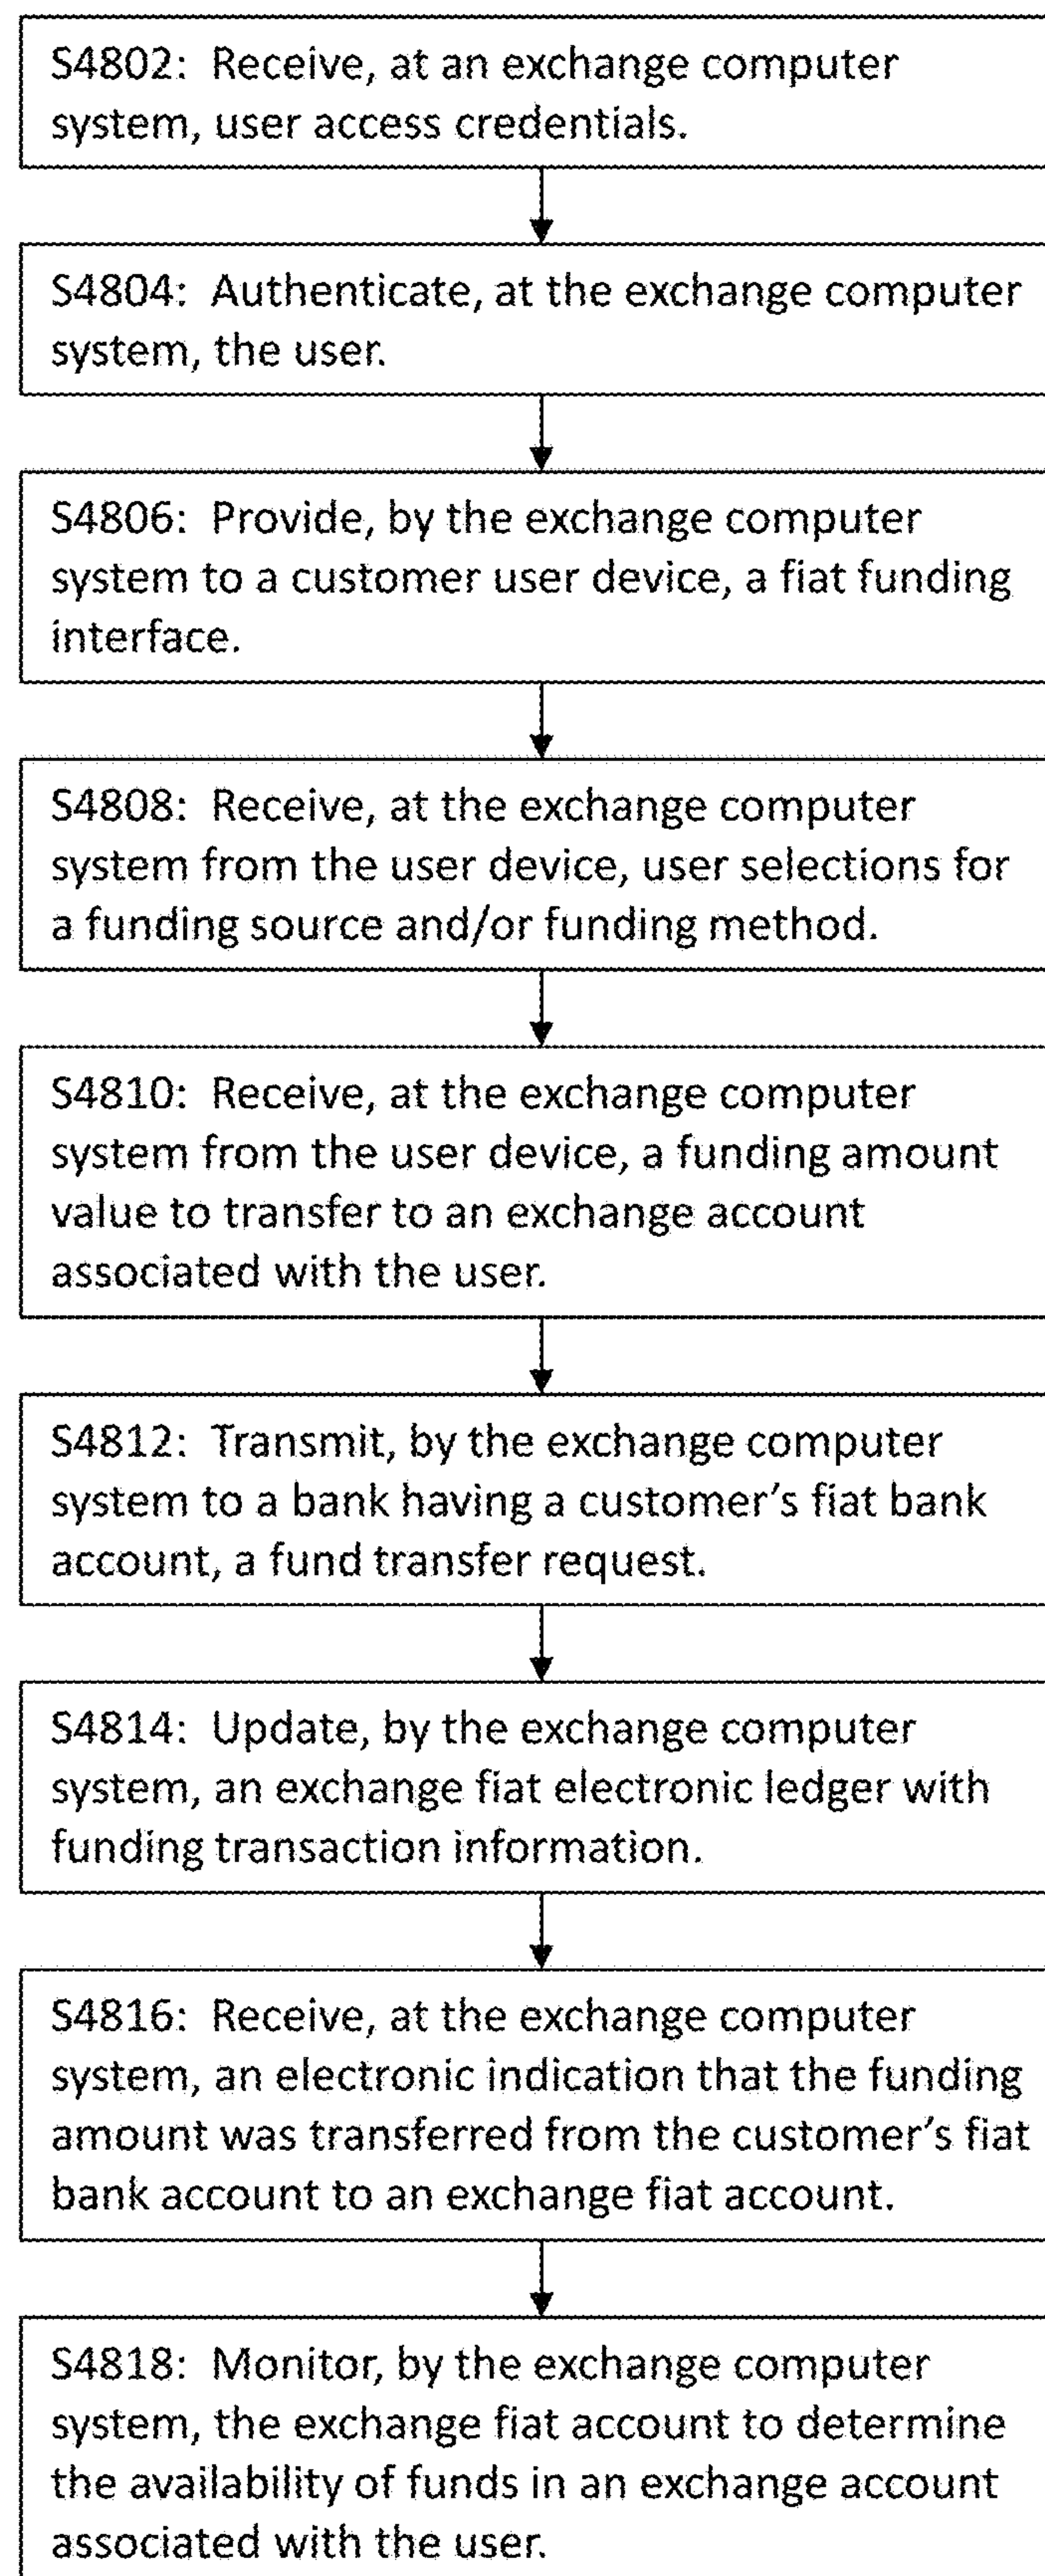 S4802:  Receive, at an exchange computer
system, user access credentials.
S4804:  Authenticate, at the exchange computer
system, the user.
S4806:  Provide, by the exchange computer
system to a customer user device, a fiat funding
interface.
S4808:  Receive, at the exchange computer
system from the user device, user selections for
a funding source and/or funding method.
S4810:  Receive, at the exchange computer
system from the user device, a funding amount
value to transfer to an exchange account
associated with the user.
S4812:  Transmit, by the exchange computer
system to a bank having a customer’s fiat bank
account, a fund transfer request.
S4814:  Update, by the exchange computer
system, an exchange fiat electronic ledger with
funding transaction information.
S4816:  Receive, at the exchange computer
system, an electronic indication that the funding
amount was transferred from the customer’s fiat
bank account to an exchange fiat account.
S4818:  Monitor, by the exchange computer
system, the exchange fiat account to determine
the availability of funds in an exchange account
associated with the user.